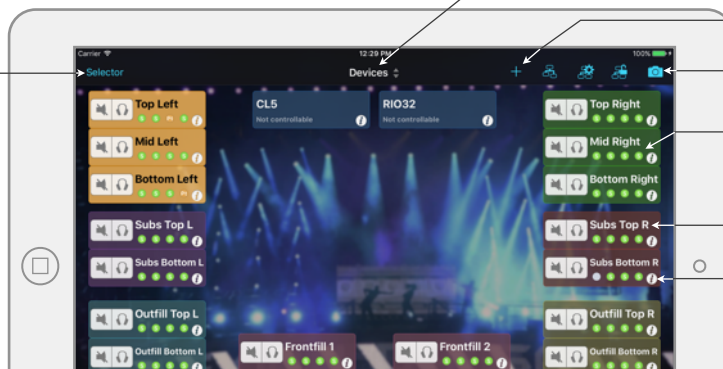 Carrier 12:29 PM 100%
Selector Devices
Top Left CL5 RIO32 Top Right
Not controllable Not controllable
Mid Left Mid Right
Bottom Left Bottom Right
Subs Top L Subs Top R
Subs Bottom L Subs Bottom R
Outfill Top L Outfill Top R
Frontfill 1 Frontfill 2
Outfill Bottom L Outfill Bottom R